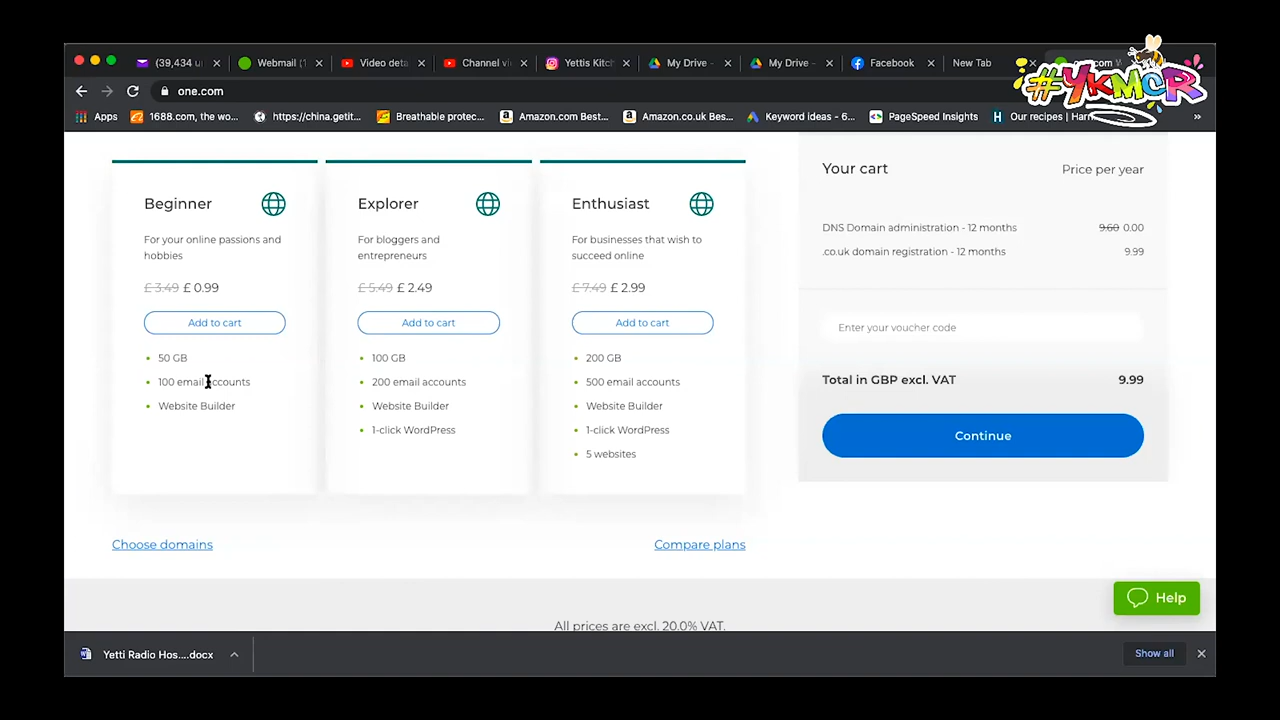 (39,434 u
Webmail (1
Video deta
Channel vi
Yettis Kitch
My Drive -
My Drive -
Facebook
New Tab
#YKMCR
one.com
Apps
1688.com, the wo...
https://china.getit...
Breathable protec...
Amazon.com Best...
Amazon.co.uk Best...
Keyword ideas - 6...
PageSpeed Insights
Our recipes | Har
»
Beginner
For your online passions and
hobbies
£ 3.49 £ 0.99
Add to cart
• 50 GB
• 100 email accounts
• Website Builder
Explorer
For bloggers and
entrepreneurs
£ 5.49 £ 2.49
Add to cart
• 100 GB
• 200 email accounts
• Website Builder
• 1-click WordPress
Enthusiast
For businesses that wish to
succeed online
£ 7.49 £ 2.99
Add to cart
• 200 GB
• 500 email accounts
• Website Builder
• 1-click WordPress
• 5 websites
Your cart Price per year
DNS Domain administration - 12 months 9.60 0.00
.co.uk domain registration - 12 months 9.99
Enter your voucher code
Total in GBP excl. VAT 9.99
Continue
Choose domains
Compare plans
Help
All prices are excl. 20.0% VAT.
Yetti Radio Hos....docx
Show all